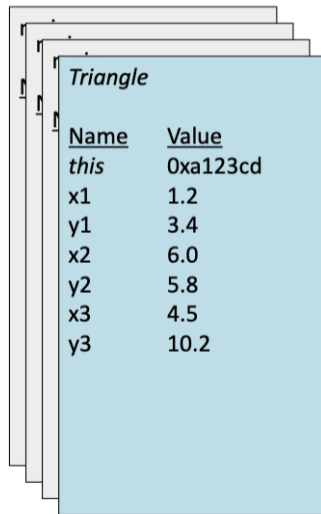 Triangle
Name Value
this 0xa123cd
x1 1.2
y1 3.4
x2 6.0
y2 5.8
x3 4.5
y3 10.2